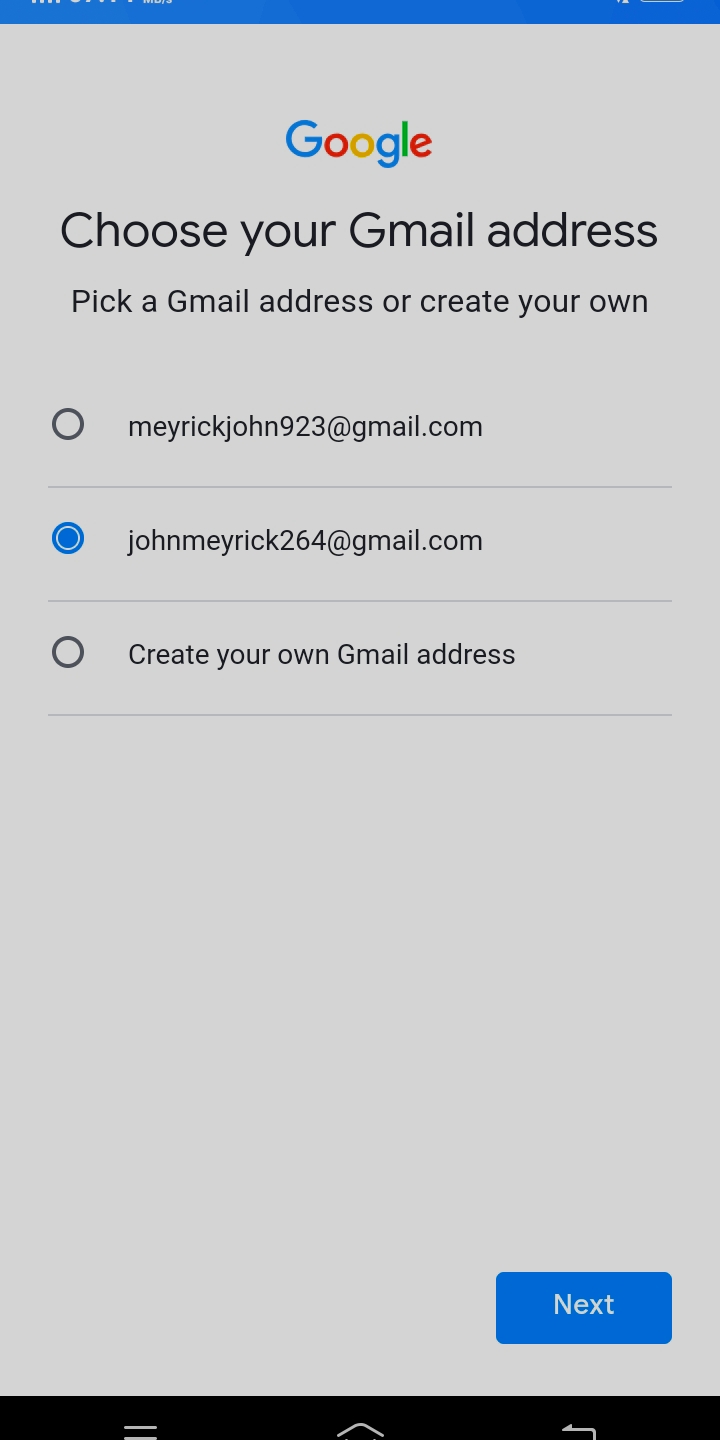 MB/s
Google
Choose your Gmail address
Pick a Gmail address or create your own
meyrickjohn923@gmail.com
johnmeyrick264@gmail.com
Create your own Gmail address
Next